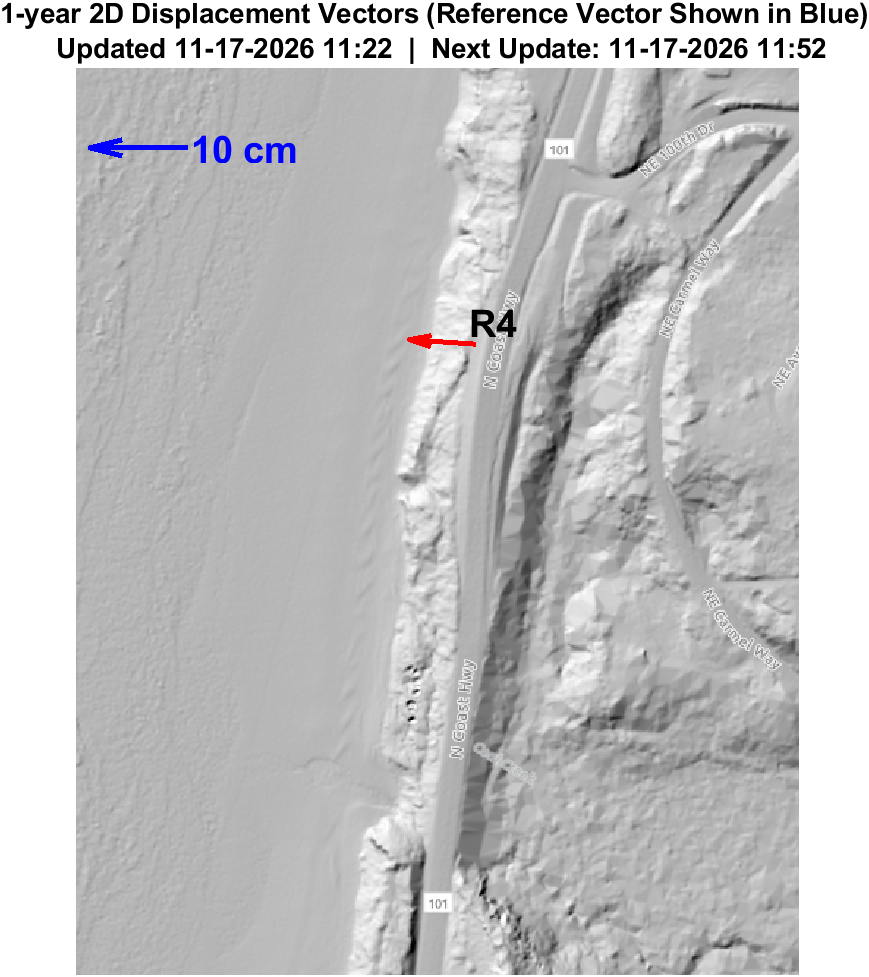 1-year 2D Displacement Vectors (Reference Vector Shown in Blue)
Updated 11-17-2026 11:22 | Next Update: 11-17-2026 11:52
10 cm
101
NE 100th Dr
NE Carmel Way
R4
N Coast Hwy
NE
NE Carmel Way
N Coast Hwy
101